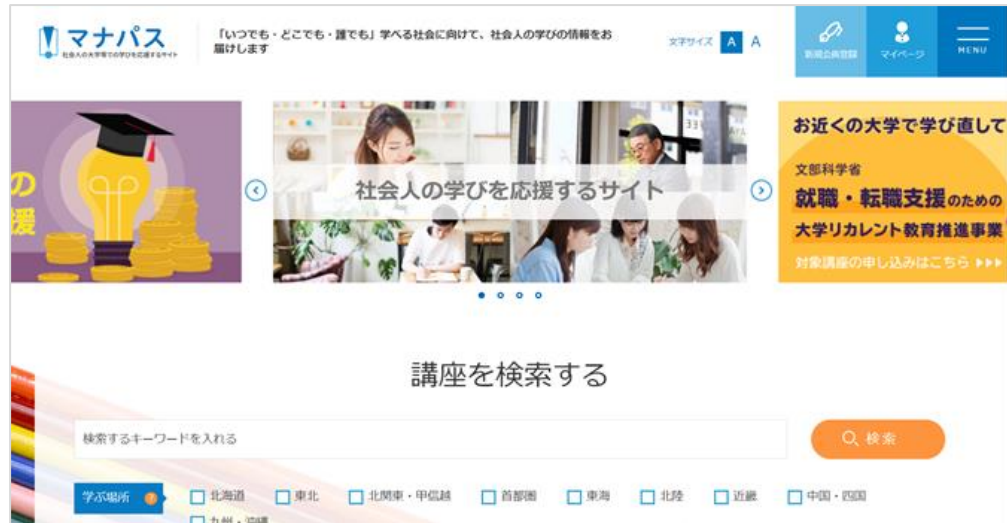 マナパス
社会人の大学等での学びを応援するサイト
「いつでも・どこでも・誰でも」学べる社会に向けて、社会人の学びの情報をお
届けします
文字サイズ A A
新規会員登録
マイページ
MENU
の
援
社会人の学びを応援するサイト
お近くの大学で学び直して
文部科学省
就職・転職支援のための
大学リカレント教育推進事業
対象講座の申し込みはこちら
講座を検索する
検索するキーワードを入れる
検索
学ぶ場所 ?
北海道 東北 北関東・甲信越 首都圏 東海 北陸 近畿 中国・四国
九州・沖縄